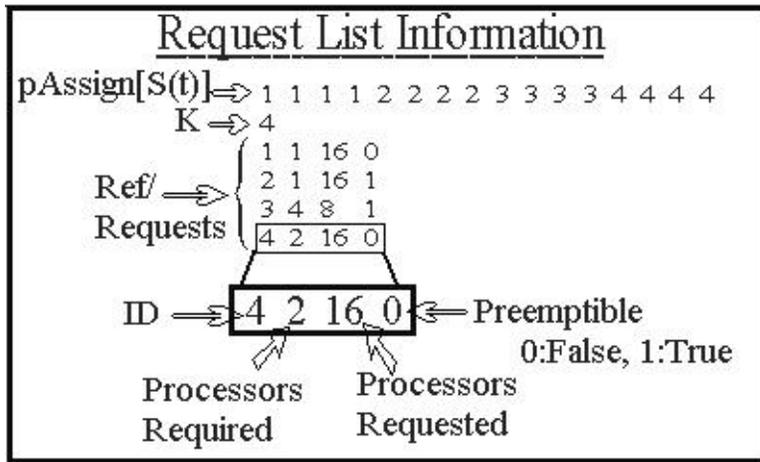 Request List Information
pAssign[S(t)] 1 1 1 1 2 2 2 2 3 3 3 3 4 4 4 4
K 4
1 1 16 0
2 1 16 1
Ref/
3 4 8 1
Requests
4 2 16 0
ID 4 2 16 0 Preemptible
0:False, 1:True
Processors Processors
Required Requested